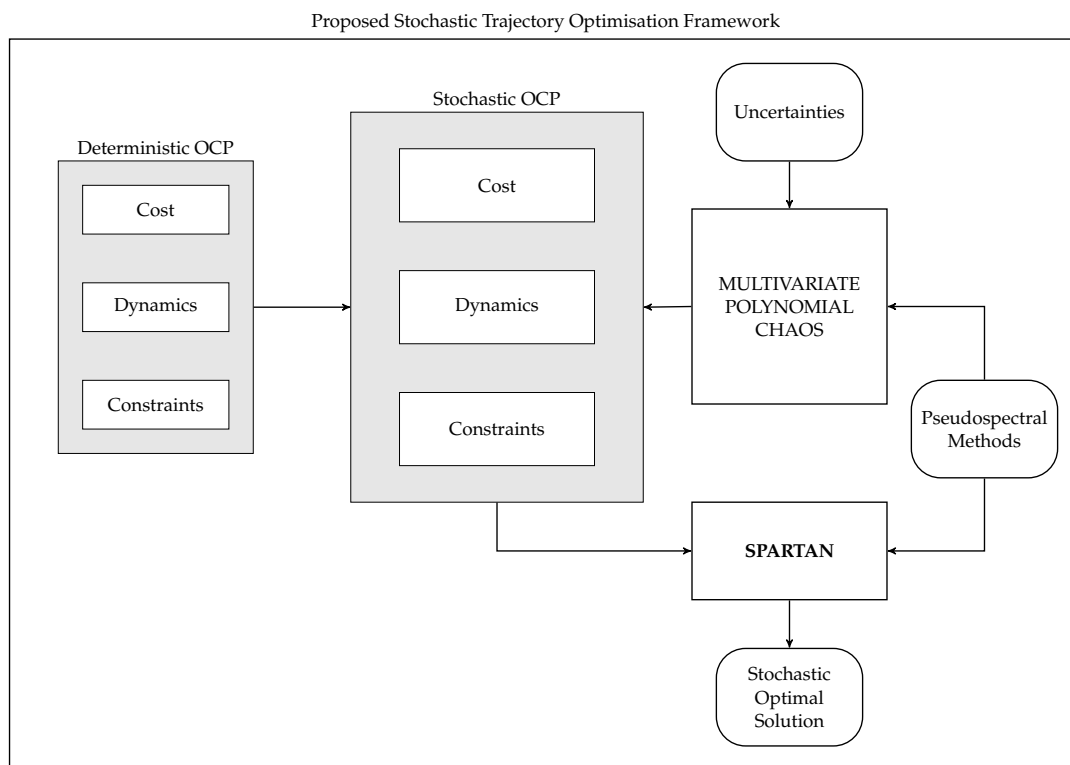 Proposed Stochastic Trajectory Optimisation Framework
Deterministic OCP
Cost
Dynamics
Constraints
Stochastic OCP
Cost
Dynamics
Constraints
Uncertainties
MULTIVARIATE
POLYNOMIAL
CHAOS
Pseudospectral
Methods
SPARTAN
Stochastic
Optimal
Solution